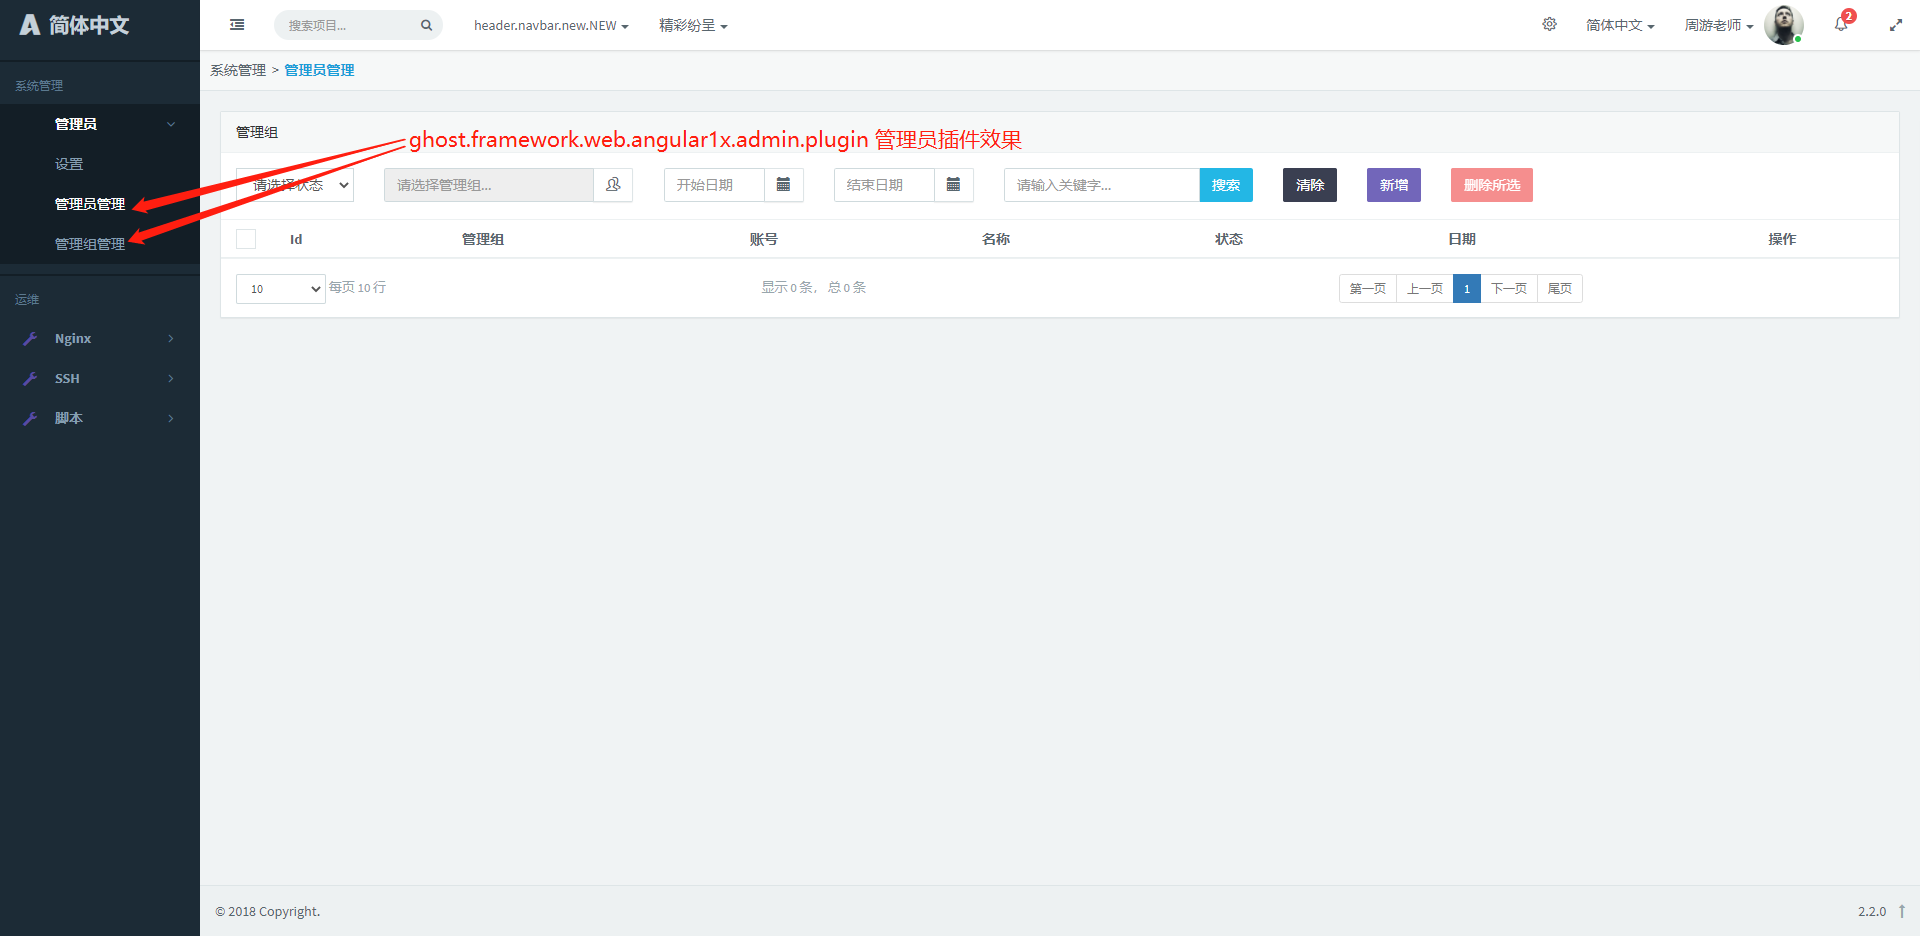 简体中文
搜索项目...
header.navbar.new.NEW
精彩纷呈
简体中文
周游老师
2
系统管理 > 管理员管理
系统管理
管理员
设置
管理员管理
管理组管理
运维
Nginx
SSH
脚本
管理组
ghost.framework.web.angular1x.admin.plugin 管理员插件效果
请选择状态
请选择管理组...
开始日期
结束日期
请输入关键字...
搜索
清除
新增
删除所选
Id
管理组
账号
名称
状态
日期
操作
10
每页 10 行
显示 0 条， 总 0 条
第一页
上一页
1
下一页
尾页
© 2018 Copyright.
2.2.0